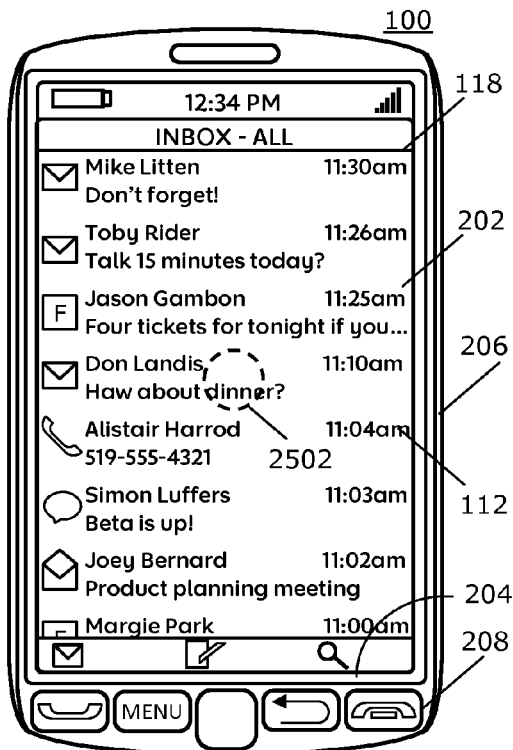 100
12:34 PM
118
INBOX - ALL
Mike Litten 11:30am
Don't forget!
Toby Rider 11:26am
202
Talk 15 minutes today?
Jason Gambon 11:25am
F
Four tickets for tonight if you...
206
Don Landis 11:10am
Haw about dinner?
Alistair Harrod 11:04am
519-555-4321
2502
Simon Luffers 11:03am
112
Beta is up!
Joey Bernard 11:02am
Product planning meeting
204
Margie Park 11:00am
F
208
MENU